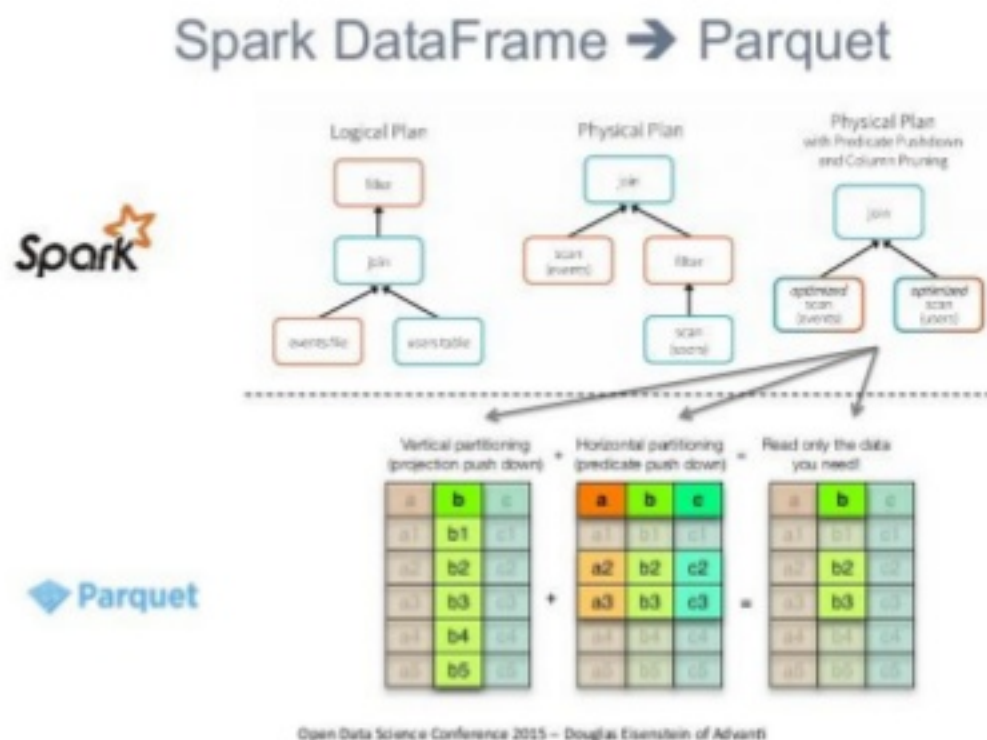 Spark DataFrame ➔ Parquet
Logical Plan
filter
join
events file
users table
Physical Plan
join
scan
(events)
filter
scan
(users)
Physical Plan
with Predicate Pushdown
and Column Pruning
join
optimized
scan
(events)
optimized
scan
(users)
Spark
Vertical partitioning
(projection push down)
+
Horizontal partitioning
(predicate push down)
=
Read only the data
you need!
a b c
a1 b1 c1
a2 b2 c2
a3 b3 c3
a4 b4 c4
a5 b5 c5
+
a b c
a1 b1 c1
a2 b2 c2
a3 b3 c3
a4 b4 c4
a5 b5 c5
=
a b c
a1 b1 c1
a2 b2 c2
a3 b3 c3
a4 b4 c4
a5 b5 c5
Parquet
Open Data Science Conference 2015 – Douglas Eisenstein of Advanti